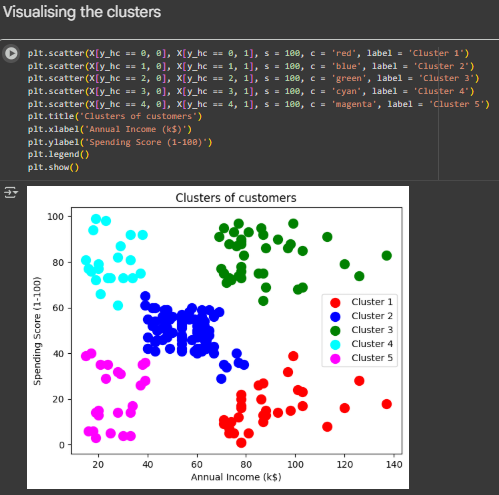 Visualising the clusters
plt.scatter(X[y_hc == 0, 0], X[y_hc == 0, 1], s = 100, c = 'red', label = 'Cluster 1')
plt.scatter(X[y_hc == 1, 0], X[y_hc == 1, 1], s = 100, c = 'blue', label = 'Cluster 2')
plt.scatter(X[y_hc == 2, 0], X[y_hc == 2, 1], s = 100, c = 'green', label = 'Cluster 3')
plt.scatter(X[y_hc == 3, 0], X[y_hc == 3, 1], s = 100, c = 'cyan', label = 'Cluster 4')
plt.scatter(X[y_hc == 4, 0], X[y_hc == 4, 1], s = 100, c = 'magenta', label = 'Cluster 5')
plt.title('Clusters of customers')
plt.xlabel('Annual Income (k$)')
plt.ylabel('Spending Score (1-100)')
plt.legend()
plt.show()
Clusters of customers
100
80
60
40
20
0
Spending Score (1-100)
Cluster 1
Cluster 2
Cluster 3
Cluster 4
Cluster 5
20 40 60 80 100 120 140
Annual Income (k$)